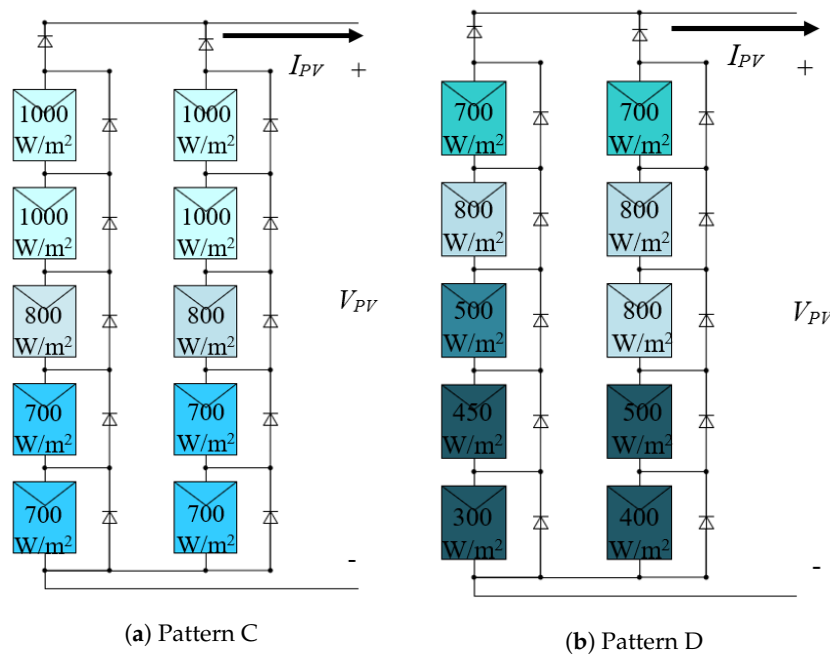 I_PV
+
1000
W/m²
1000
W/m²
1000
W/m²
1000
W/m²
800
W/m²
800
W/m²
V_PV
700
W/m²
700
W/m²
700
W/m²
700
W/m²
-
(a) Pattern C
I_PV
+
700
W/m²
700
W/m²
800
W/m²
800
W/m²
500
W/m²
800
W/m²
V_PV
450
W/m²
500
W/m²
300
W/m²
400
W/m²
-
(b) Pattern D